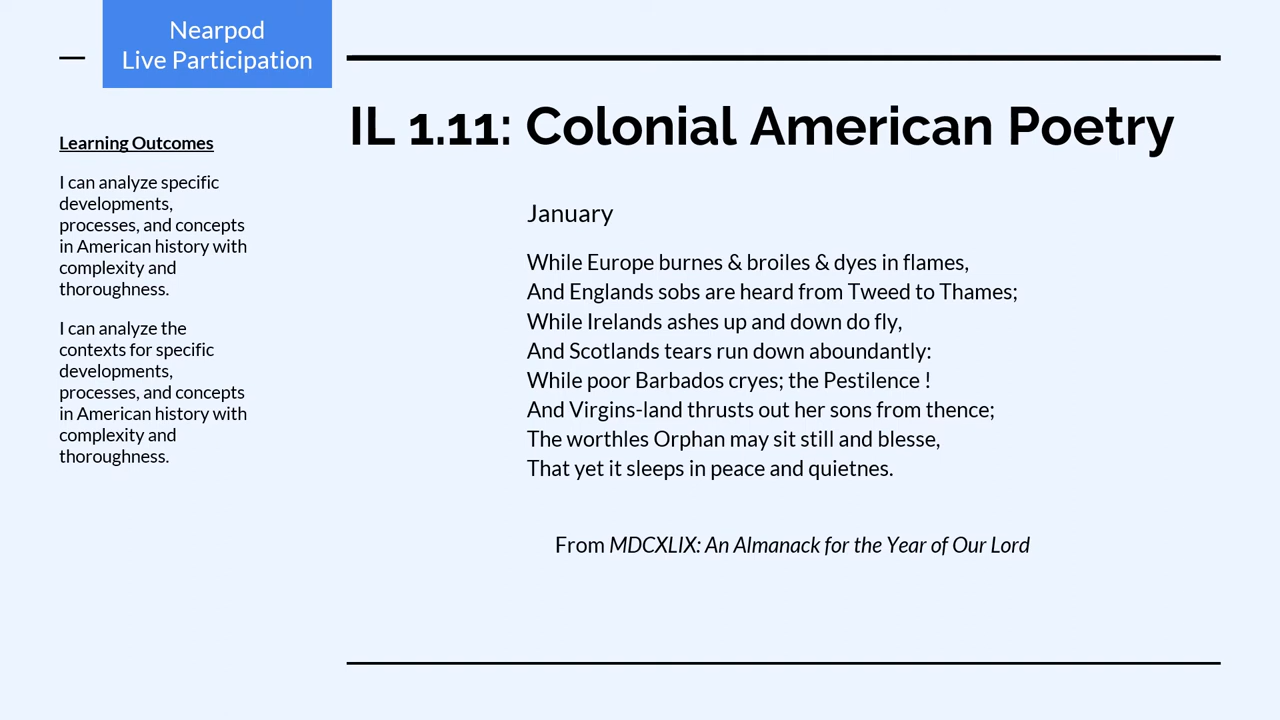 Nearpod
Live Participation
IL 1.11: Colonial American Poetry
Learning Outcomes
I can analyze specific
developments,
processes, and concepts
in American history with
complexity and
thoroughness.
I can analyze the
contexts for specific
developments,
processes, and concepts
in American history with
complexity and
thoroughness.
January
While Europe burnes & broiles & dyes in flames,
And Englands sobs are heard from Tweed to Thames;
While Irelands ashes up and down do fly,
And Scotlands tears run down aboundantly:
While poor Barbados cryes; the Pestilence !
And Virgins-land thrusts out her sons from thence;
The worthles Orphan may sit still and blesse,
That yet it sleeps in peace and quietnes.
From MDCXLIX: An Almanack for the Year of Our Lord